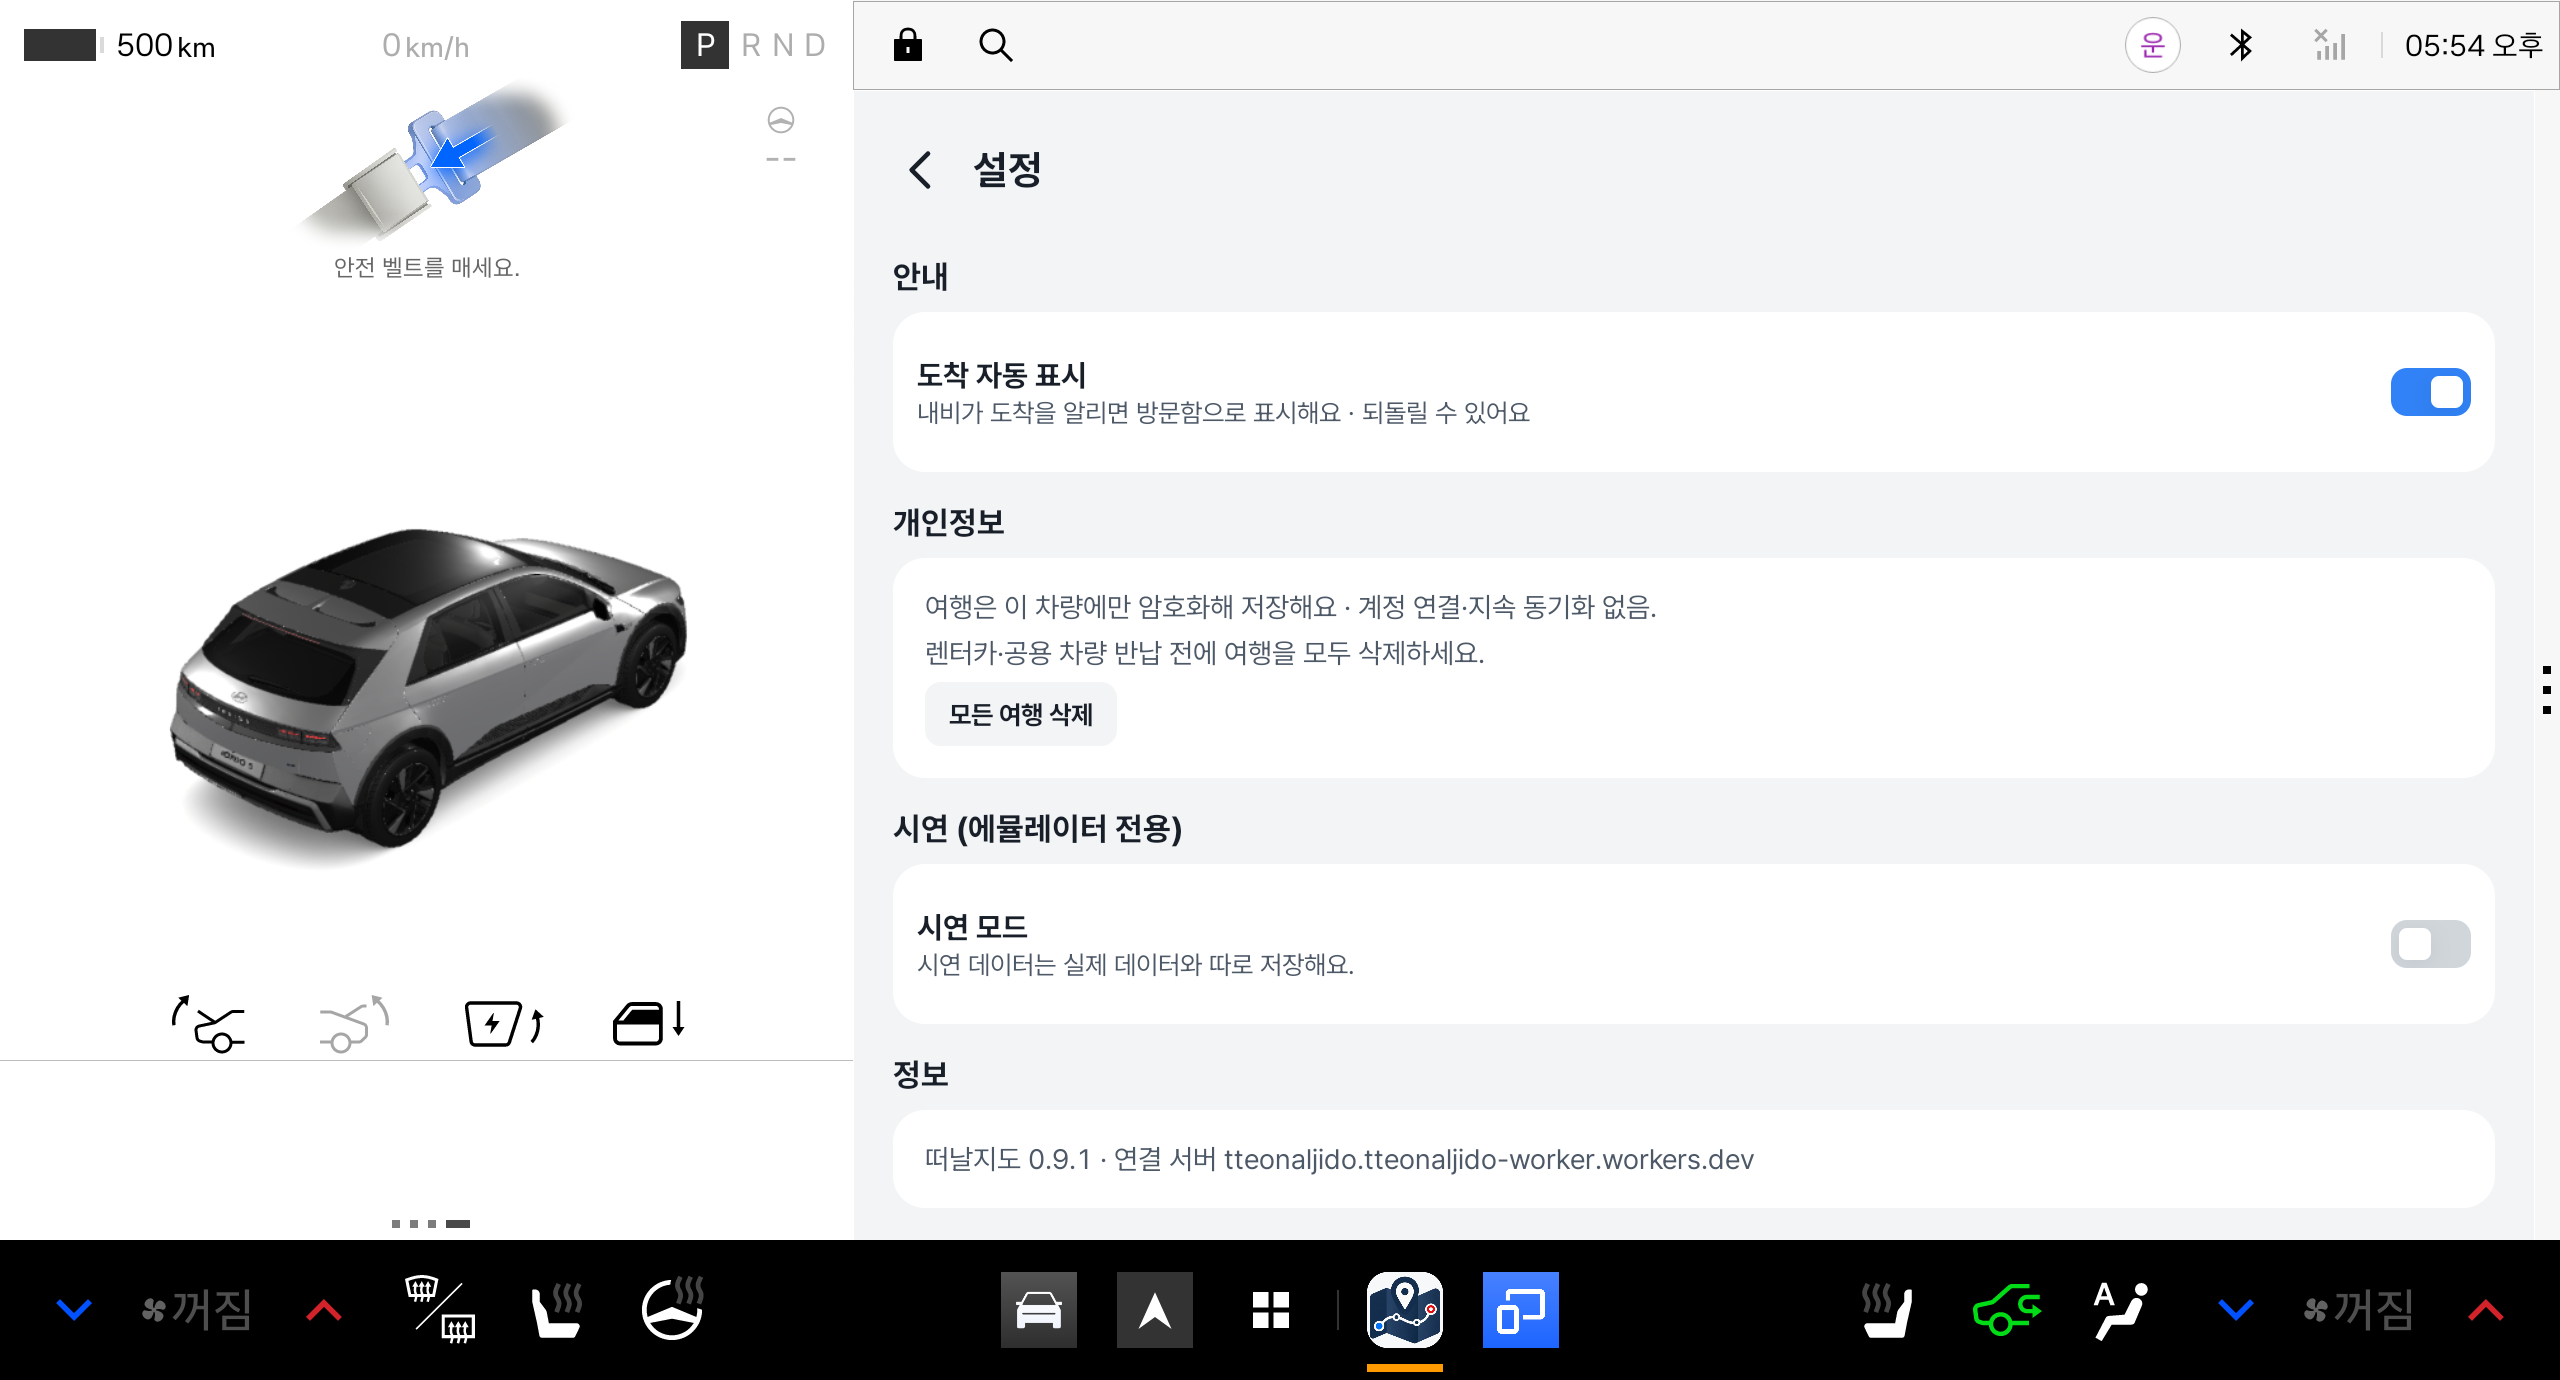 500 km
0 km/h
P R N D
운
05:54 오후
--
안전 벨트를 매세요.
설정
안내
도착 자동 표시
내비가 도착을 알리면 방문함으로 표시해요 · 되돌릴 수 있어요
개인정보
여행은 이 차량에만 암호화해 저장해요 · 계정 연결·지속 동기화 없음.
렌터카·공용 차량 반납 전에 여행을 모두 삭제하세요.
모든 여행 삭제
시연 (에뮬레이터 전용)
시연 모드
시연 데이터는 실제 데이터와 따로 저장해요.
정보
떠날지도 0.9.1 · 연결 서버 tteonaljido.tteonaljido-worker.workers.dev
IONIQ 5
꺼짐
A
꺼짐